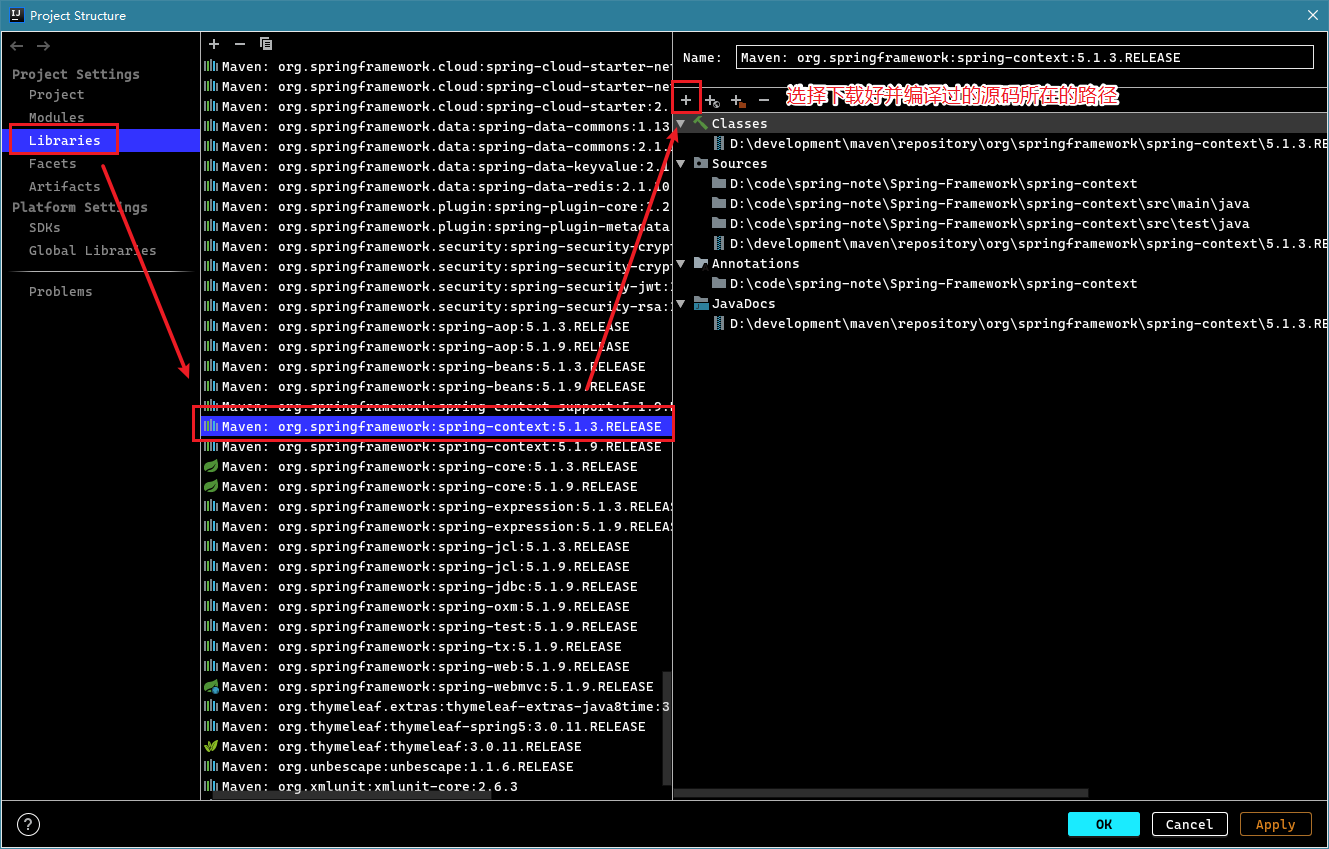 Project Structure
Project Settings
Project
Modules
Libraries
Facets
Artifacts
Platform Settings
SDKs
Global Libraries
Problems
Maven: org.springframework.cloud:spring-cloud-starter-net
Maven: org.springframework.cloud:spring-cloud-starter-net
Maven: org.springframework.cloud:spring-cloud-starter:2.
Maven: org.springframework.data:spring-data-commons:1.13
Maven: org.springframework.data:spring-data-commons:2.1.
Maven: org.springframework.data:spring-data-keyvalue:2.1
Maven: org.springframework.data:spring-data-redis:2.1.10
Maven: org.springframework.plugin:spring-plugin-core:1.2
Maven: org.springframework.plugin:spring-plugin-metadata
Maven: org.springframework.security:spring-security-crypt
Maven: org.springframework.security:spring-security-crypt
Maven: org.springframework.security:spring-security-jwt:1
Maven: org.springframework.security:spring-security-rsa:1
Maven: org.springframework:spring-aop:5.1.3.RELEASE
Maven: org.springframework:spring-aop:5.1.9.RELEASE
Maven: org.springframework:spring-beans:5.1.3.RELEASE
Maven: org.springframework:spring-beans:5.1.9.RELEASE
Maven: org.springframework:spring-context-support:5.1.9.R
Maven: org.springframework:spring-context:5.1.3.RELEASE
Maven: org.springframework:spring-context:5.1.9.RELEASE
Maven: org.springframework:spring-core:5.1.3.RELEASE
Maven: org.springframework:spring-core:5.1.9.RELEASE
Maven: org.springframework:spring-expression:5.1.3.RELEAS
Maven: org.springframework:spring-expression:5.1.9.RELEAS
Maven: org.springframework:spring-jcl:5.1.3.RELEASE
Maven: org.springframework:spring-jcl:5.1.9.RELEASE
Maven: org.springframework:spring-jdbc:5.1.9.RELEASE
Maven: org.springframework:spring-oxm:5.1.9.RELEASE
Maven: org.springframework:spring-test:5.1.9.RELEASE
Maven: org.springframework:spring-tx:5.1.9.RELEASE
Maven: org.springframework:spring-web:5.1.9.RELEASE
Maven: org.springframework:spring-webmvc:5.1.9.RELEASE
Maven: org.thymeleaf.extras:thymeleaf-extras-java8time:3
Maven: org.thymeleaf:thymeleaf-spring5:3.0.11.RELEASE
Maven: org.thymeleaf:thymeleaf:3.0.11.RELEASE
Maven: org.unbescape:unbescape:1.1.6.RELEASE
Maven: org.xmlunit:xmlunit-core:2.6.3
Name: Maven: org.springframework:spring-context:5.1.3.RELEASE
选择下载好并编译过的源码所在的路径
Classes
D:\development\maven\repository\org\springframework\spring-context\5.1.3.RE
Sources
D:\code\spring-note\Spring-Framework\spring-context
D:\code\spring-note\Spring-Framework\spring-context\src\main\java
D:\code\spring-note\Spring-Framework\spring-context\src\test\java
D:\development\maven\repository\org\springframework\spring-context\5.1.3.RE
Annotations
D:\code\spring-note\Spring-Framework\spring-context
JavaDocs
D:\development\maven\repository\org\springframework\spring-context\5.1.3.RE
OK
Cancel
Apply